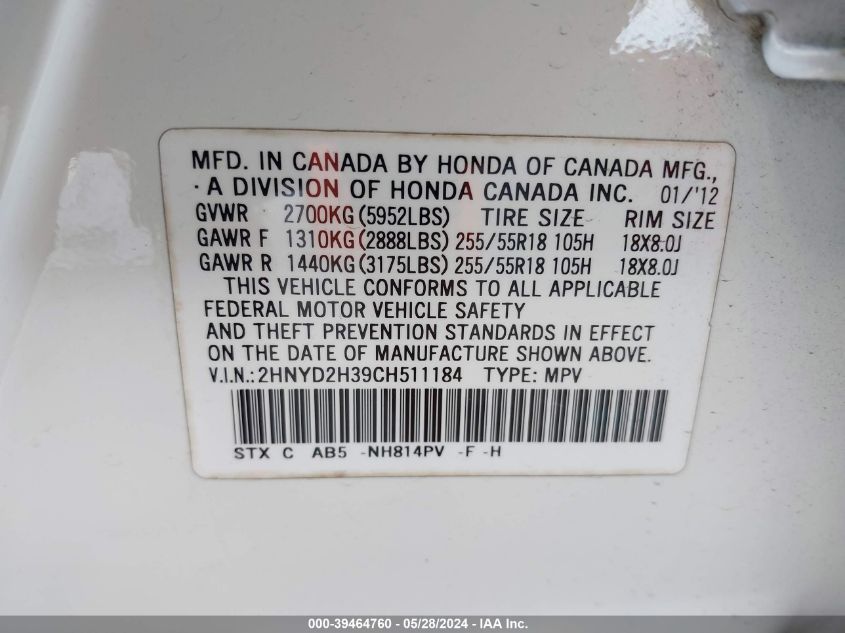 MFD. IN CANADA BY HONDA OF CANADA MFG.,
· A DIVISION OF HONDA CANADA INC. 01/'12
GVWR 2700KG (5952LBS) TIRE SIZE RIM SIZE
GAWR F 1310KG (2888LBS) 255/55R18 105H 18X8.0J
GAWR R 1440KG (3175LBS) 255/55R18 105H 18X8.0J
THIS VEHICLE CONFORMS TO ALL APPLICABLE
FEDERAL MOTOR VEHICLE SAFETY
AND THEFT PREVENTION STANDARDS IN EFFECT
ON THE DATE OF MANUFACTURE SHOWN ABOVE.
V.I.N.: 2HNYD2H39CH511184 TYPE: MPV
STX C AB5 -NH814PV -F -H
000-39464760 - 05/28/2024 - IAA Inc.